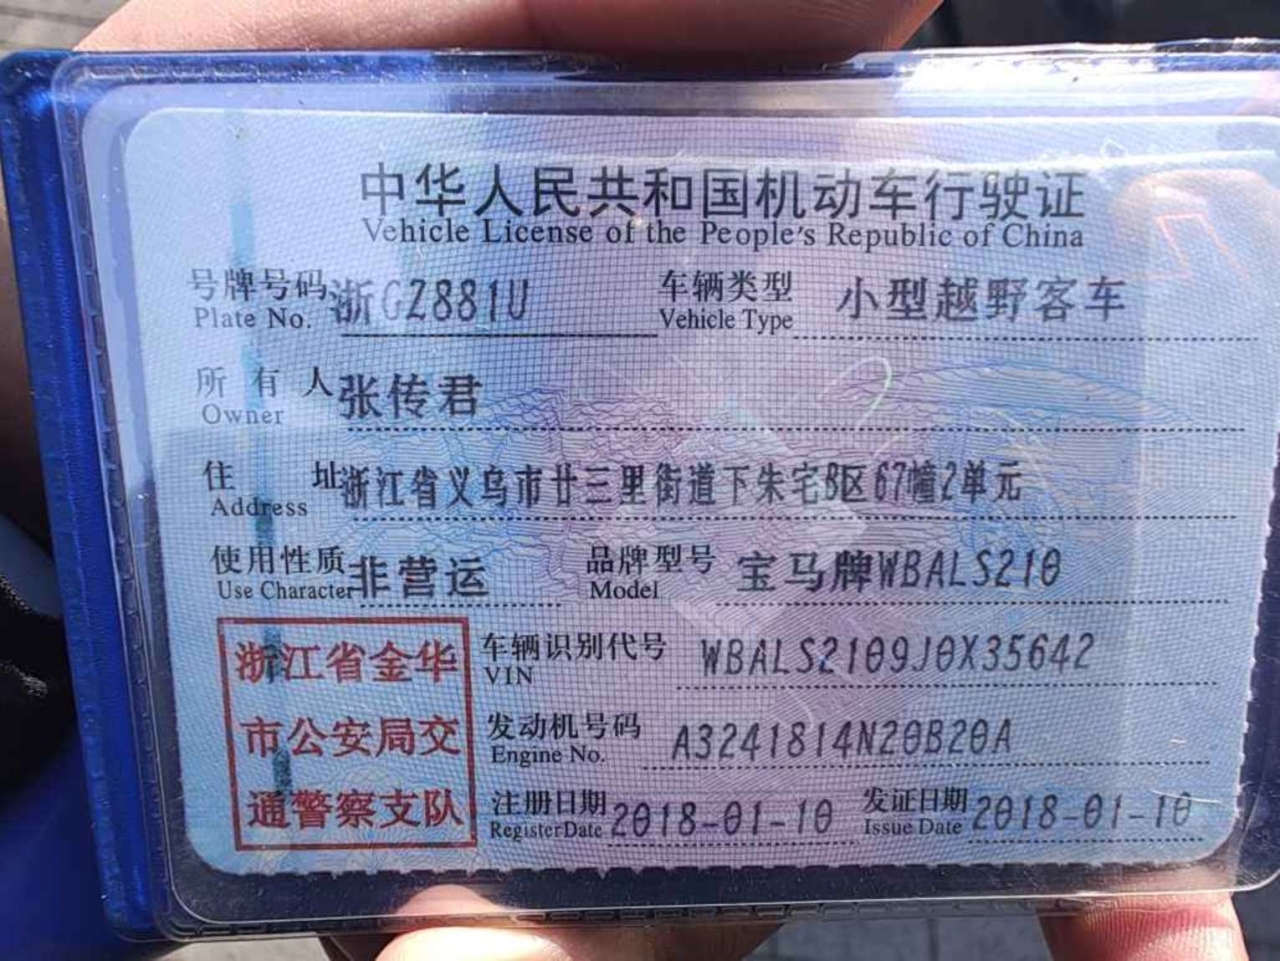 中华人民共和国机动车行驶证
Vehicle License of the People's Republic of China
号牌号码 浙GZ881U 车辆类型 小型越野客车
Plate No. Vehicle Type
所有人 张传君
Owner
住址 浙江省义乌市廿三里街道下朱宅B区67幢2单元
Address
使用性质 非营运 品牌型号 宝马牌WBALS210
Use Character Model
浙江省金华
市公安局交
通警察支队
车辆识别代号 WBALS2109J0X35642
VIN
发动机号码 A3241814N20B20A
Engine No.
注册日期 2018-01-10 发证日期 2018-01-10
Register Date Issue Date